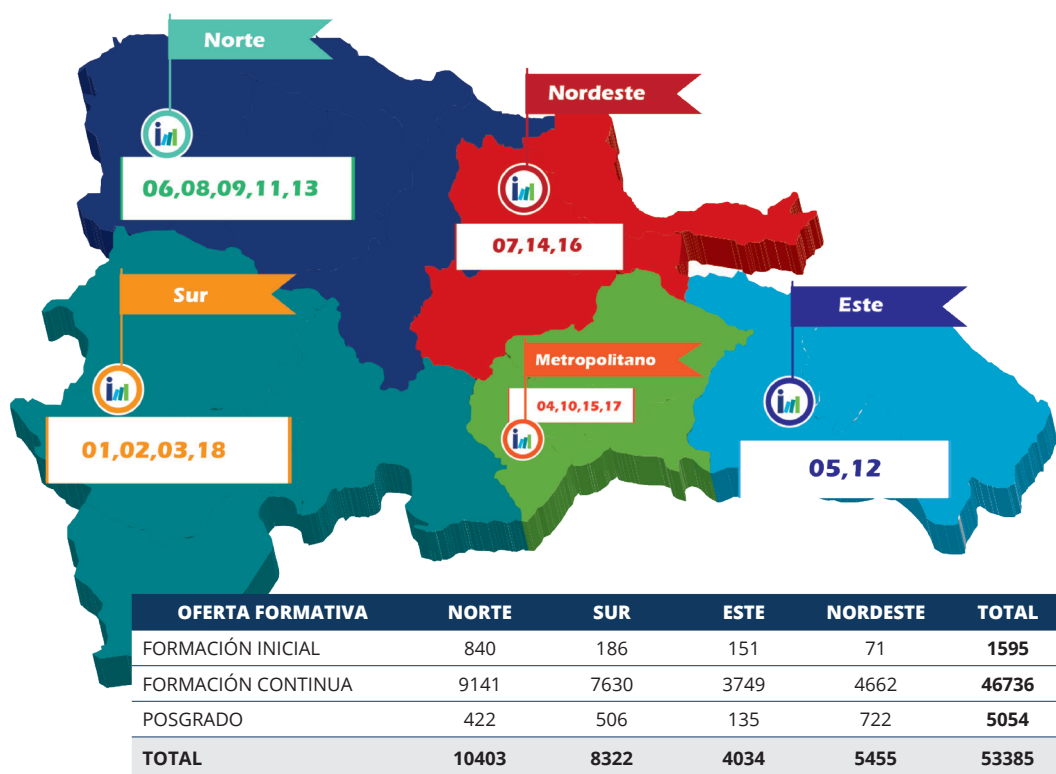 Norte
06,08,09,11,13
Nordeste
07,14,16
Sur
01,02,03,18
Metropolitano
04,10,15,17
Este
05,12
OFERTA FORMATIVA NORTE SUR ESTE NORDESTE TOTAL
FORMACIÓN INICIAL 840 186 151 71 1595
FORMACIÓN CONTINUA 9141 7630 3749 4662 46736
POSGRADO 422 506 135 722 5054
TOTAL 10403 8322 4034 5455 53385